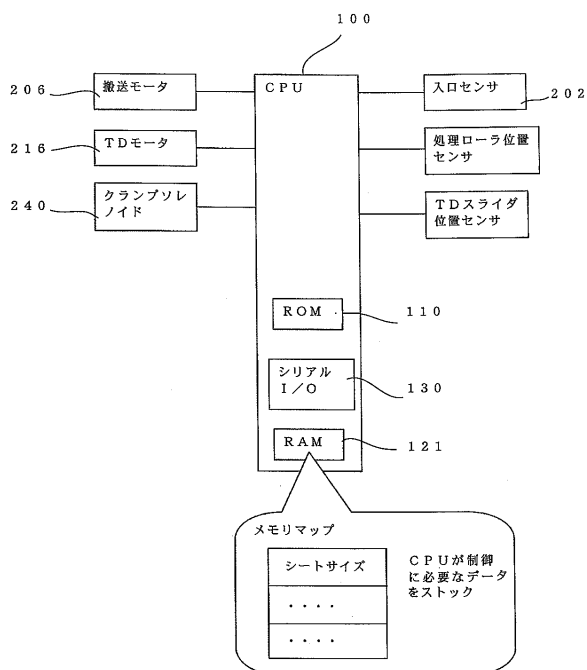 １００
２０６
搬送モータ
ＣＰＵ
入口センサ
２０２
２１６
ＴＤモータ
処理ローラ位置
センサ
２４０
クランプソレ
ノイド
ＴＤスライダ
位置センサ
ＲＯＭ
１１０
シリアル
Ｉ／Ｏ
１３０
ＲＡＭ
１２１
メモリマップ
シートサイズ
・・・・
・・・・
ＣＰＵが制御
に必要なデータ
をストック